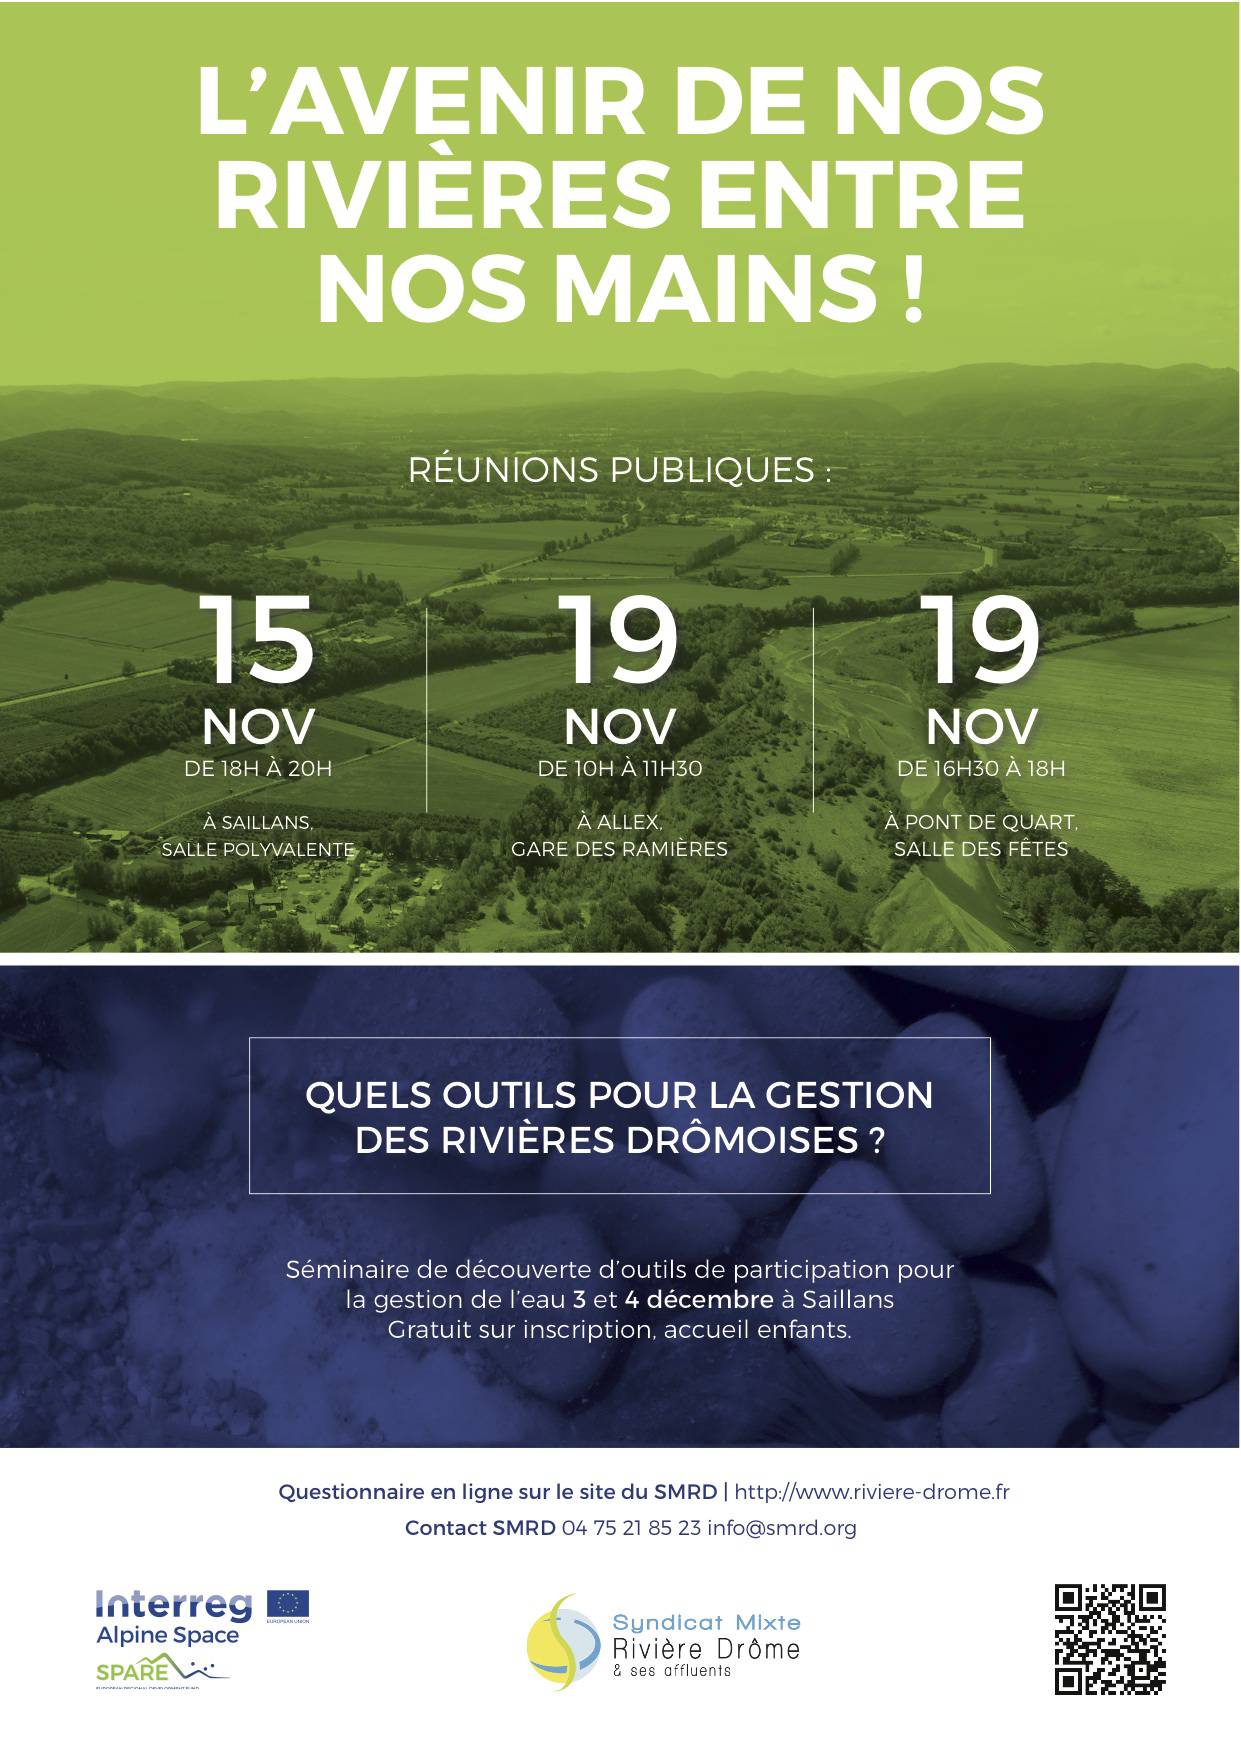 L'AVENIR DE NOS
RIVIÈRES ENTRE
NOS MAINS !
RÉUNIONS PUBLIQUES :
15
NOV
DE 18H À 20H
À SAILLANS,
SALLE POLYVALENTE
19
NOV
DE 10H À 11H30
À ALLEX,
GARE DES RAMIÈRES
19
NOV
DE 16H30 À 18H
À PONT DE QUART,
SALLE DES FÊTES
QUELS OUTILS POUR LA GESTION
DES RIVIÈRES DRÔMOISES ?
Séminaire de découverte d'outils de participation pour
la gestion de l'eau 3 et 4 décembre à Saillans
Gratuit sur inscription, accueil enfants.
Questionnaire en ligne sur le site du SMRD | http://www.riviere-drome.fr
Contact SMRD 04 75 21 85 23 info@smrd.org
Interreg
EUROPEAN UNION
Alpine Space
SPARE
EUROPEAN REGIONAL DEVELOPMENT FUND
Syndicat Mixte
Rivière Drôme
& ses affluents